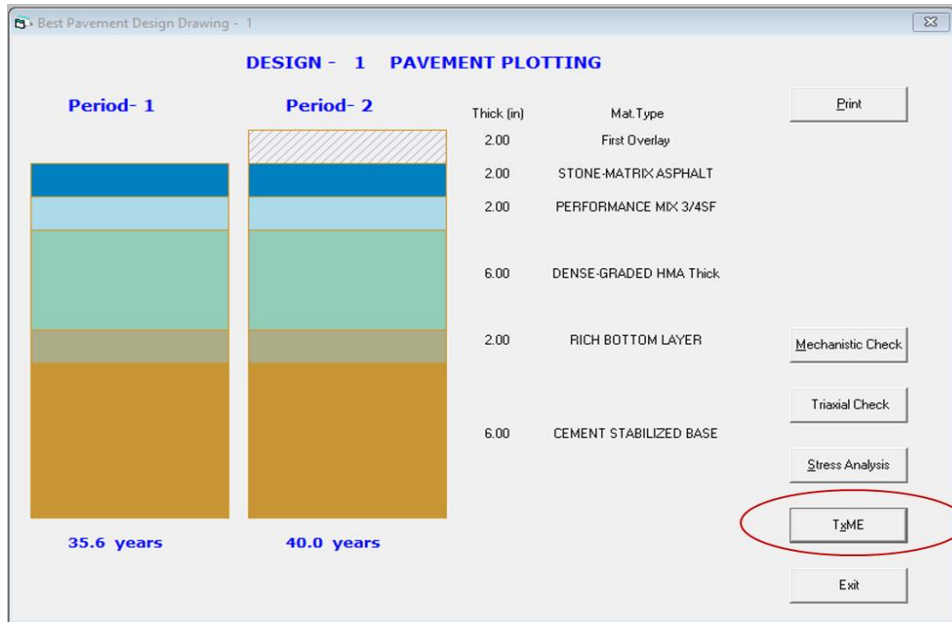 Best Pavement Design Drawing - 1
DESIGN - 1 PAVEMENT PLOTTING
Period- 1
Period- 2
Thick (in)
Mat.Type
Print
2.00
First Overlay
2.00
STONE-MATRIX ASPHALT
2.00
PERFORMANCE MIX 3/4SF
6.00
DENSE-GRADED HMA Thick
2.00
RICH BOTTOM LAYER
Mechanistic Check
Triaxial Check
6.00
CEMENT STABILIZED BASE
Stress Analysis
TxME
35.6 years
40.0 years
Exit